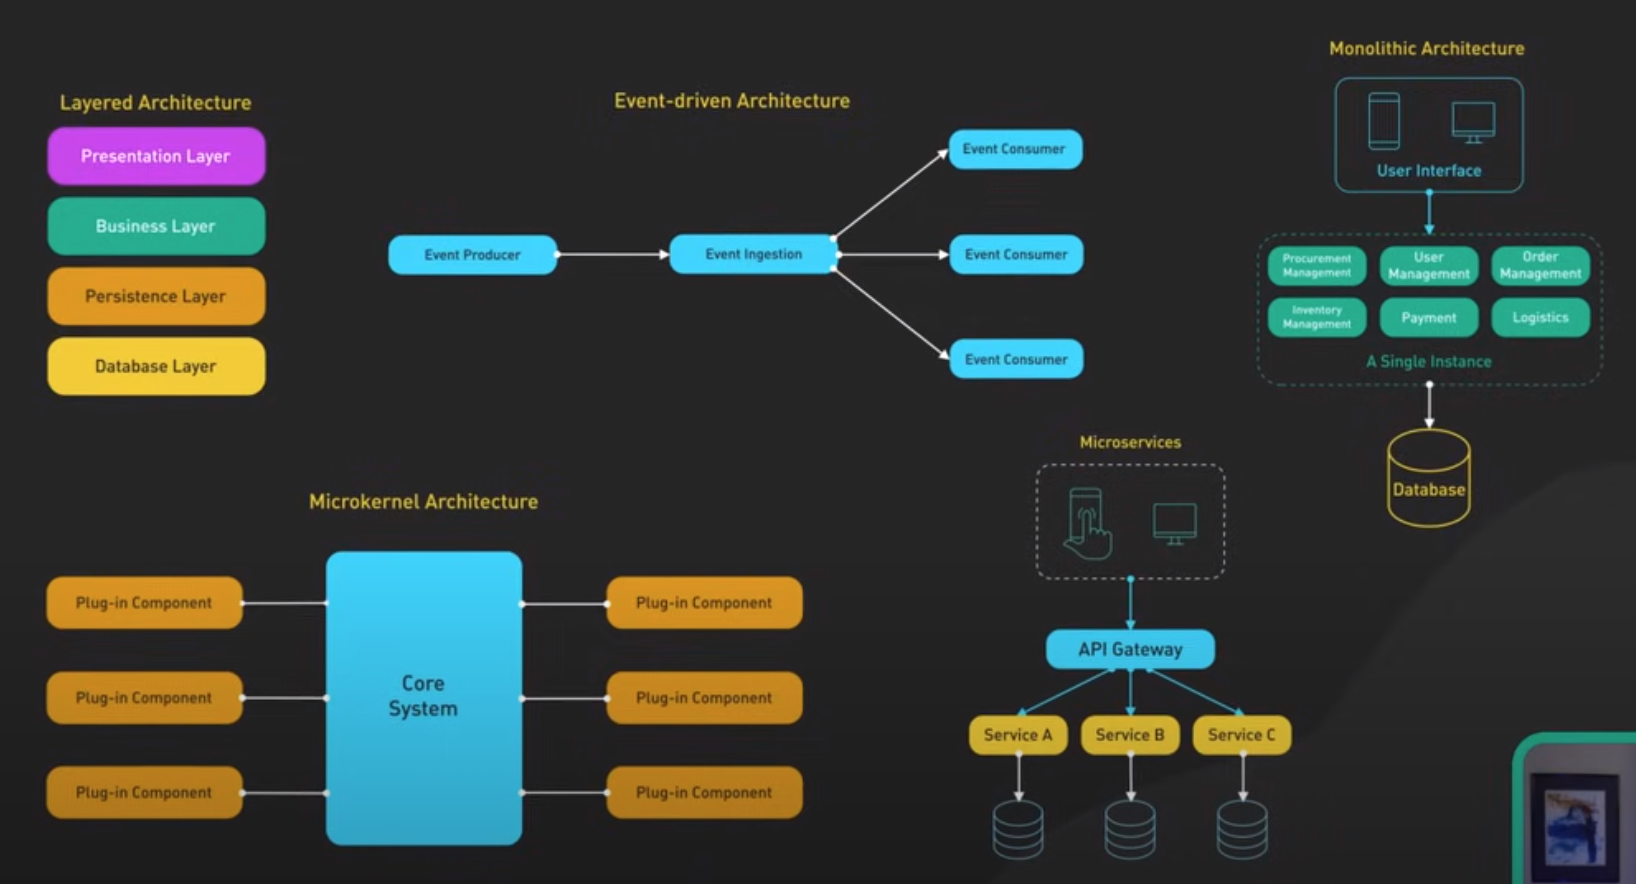 Layered Architecture
Presentation Layer
Business Layer
Persistence Layer
Database Layer
Event-driven Architecture
Event Producer
Event Ingestion
Event Consumer
Event Consumer
Event Consumer
Monolithic Architecture
User Interface
Procurement
Management
User
Management
Order
Management
Inventory
Management
Payment
Logistics
A Single Instance
Database
Microkernel Architecture
Plug-in Component
Plug-in Component
Plug-in Component
Core
System
Plug-in Component
Plug-in Component
Plug-in Component
Microservices
API Gateway
Service A
Service B
Service C